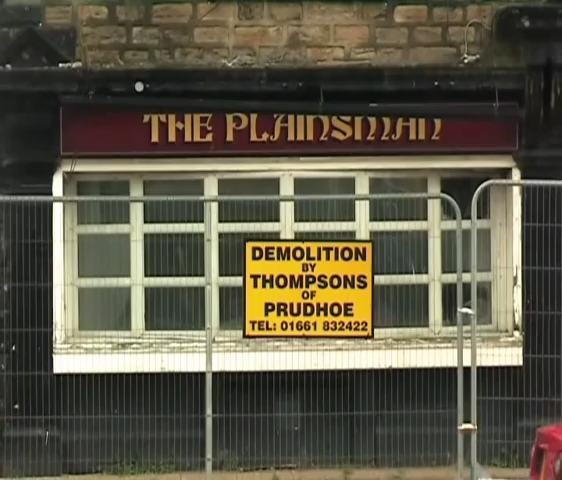 THE PLAINSMAN
DEMOLITION
BY
THOMPSONS
OF
PRUDHOE
TEL: 01661 832422